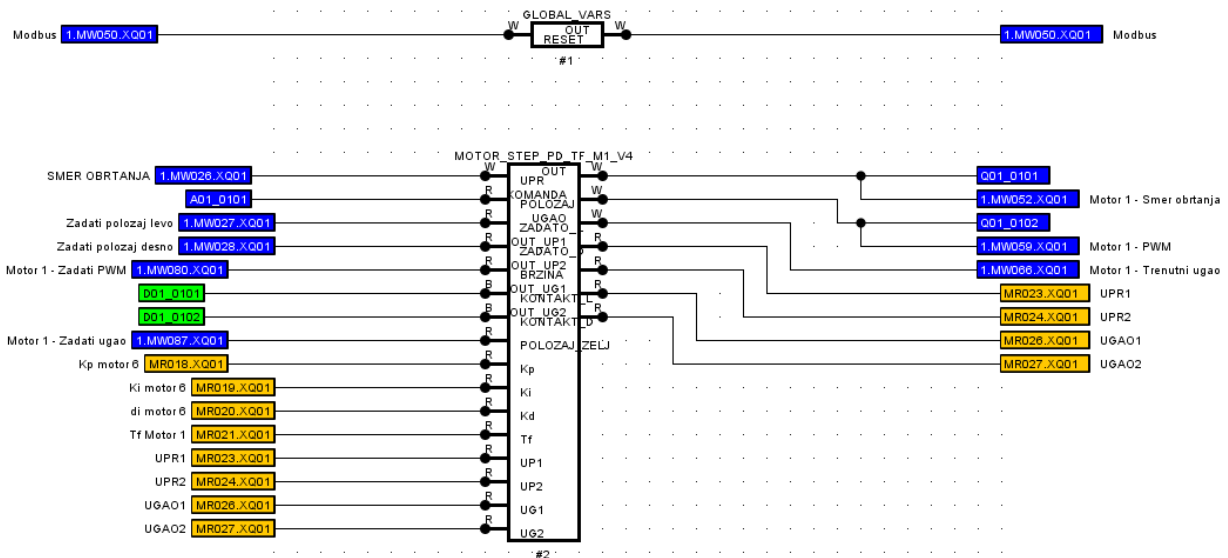 GLOBAL_VARS
Modbus 1.MW050.XQ01 W OUT W 1.MW050.XQ01 Modbus
RESET
#1
MOTOR_STEP_PD_TF_M1_V4
SMER OBRTANJA 1.MW026.XQ01 W OUT W Q01_0101
UPR
A01_0101 R KOMANDA W 1.MW052.XQ01 Motor 1 - Smer obrtanja
POLOZAJ
Zadati polozaj levo 1.MW027.XQ01 R UGAO W Q01_0102
Zadati polozaj desno 1.MW028.XQ01 R OUT_UP1 R 1.MW059.XQ01 Motor 1 - PWM
Motor 1 - Zadati PWM 1.MW080.XQ01 R OUT_UP2 R 1.MW066.XQ01 Motor 1 - Trenutni ugao
BRZINA
D01_0101 B OUT_UG1 R MR023.XQ01 UPR1
KONTAKT_L
D01_0102 B OUT_UG2 R MR024.XQ01 UPR2
KONTAKT_D
Motor 1 - Zadati ugao 1.MW087.XQ01 R MR026.XQ01 UGAO1
POLOZAJ_ZELJ
Kp motor 6 MR018.XQ01 R Kp MR027.XQ01 UGAO2
Ki motor 6 MR019.XQ01 R Ki
di motor 6 MR020.XQ01 R Kd
Tf Motor 1 MR021.XQ01 R Tf
UPR1 MR023.XQ01 R UP1
UPR2 MR024.XQ01 R UP2
UGAO1 MR026.XQ01 R UG1
UGAO2 MR027.XQ01 R UG2
#2